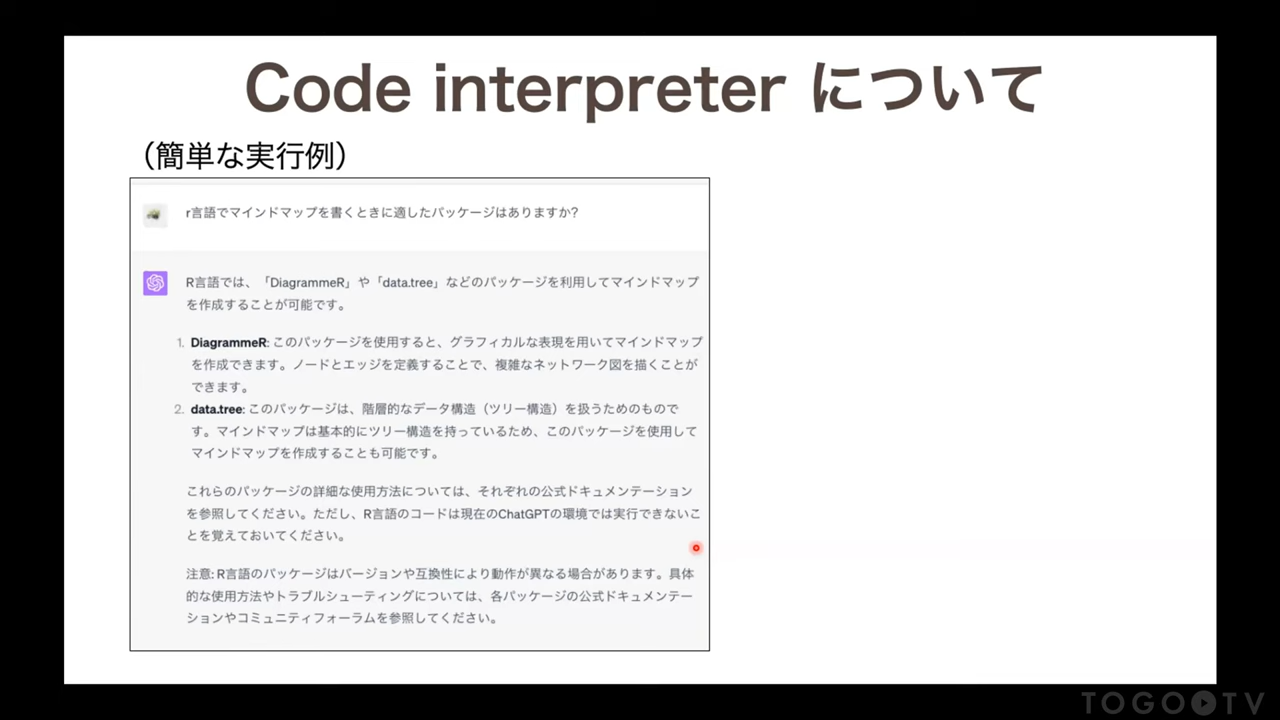 Code interpreter について
（簡単な実行例）
r言語でマインドマップを書くときに適したパッケージはありますか？
R言語では、「DiagrammeR」や「data.tree」などのパッケージを利用してマインドマップ
を作成することが可能です。
1. DiagrammeR: このパッケージを使用すると、グラフィカルな表現を用いてマインドマップ
を作成できます。ノードとエッジを定義することで、複雑なネットワーク図を描くことが
できます。
2. data.tree: このパッケージは、階層的なデータ構造（ツリー構造）を扱うためのもので
す。マインドマップは基本的にツリー構造を持っているため、このパッケージを使用して
マインドマップを作成することも可能です。
これらのパッケージの詳細な使用方法については、それぞれの公式ドキュメンテーション
を参照してください。ただし、R言語のコードは現在のChatGPTの環境では実行できないこ
とを覚えておいてください。
注意: R言語のパッケージはバージョンや互換性により動作が異なる場合があります。具体
的な使用方法やトラブルシューティングについては、各パッケージの公式ドキュメンテー
ションやコミュニティフォーラムを参照してください。
TOGO TV